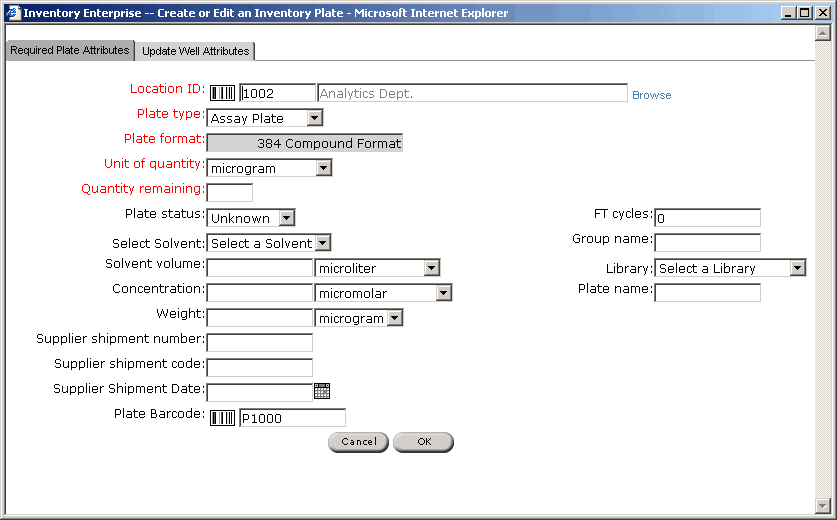 Inventory Enterprise -- Create or Edit an Inventory Plate - Microsoft Internet Explorer
Required Plate Attributes Update Well Attributes
Location ID: 1002 Analytics Dept. Browse
Plate type: Assay Plate
Plate format: 384 Compound Format
Unit of quantity: microgram
Quantity remaining:
Plate status: Unknown FT cycles: 0
Select Solvent: Select a Solvent Group name:
Solvent volume: microliter Library: Select a Library
Concentration: micromolar Plate name:
Weight: microgram
Supplier shipment number:
Supplier shipment code:
Supplier Shipment Date:
Plate Barcode: P1000
Cancel OK